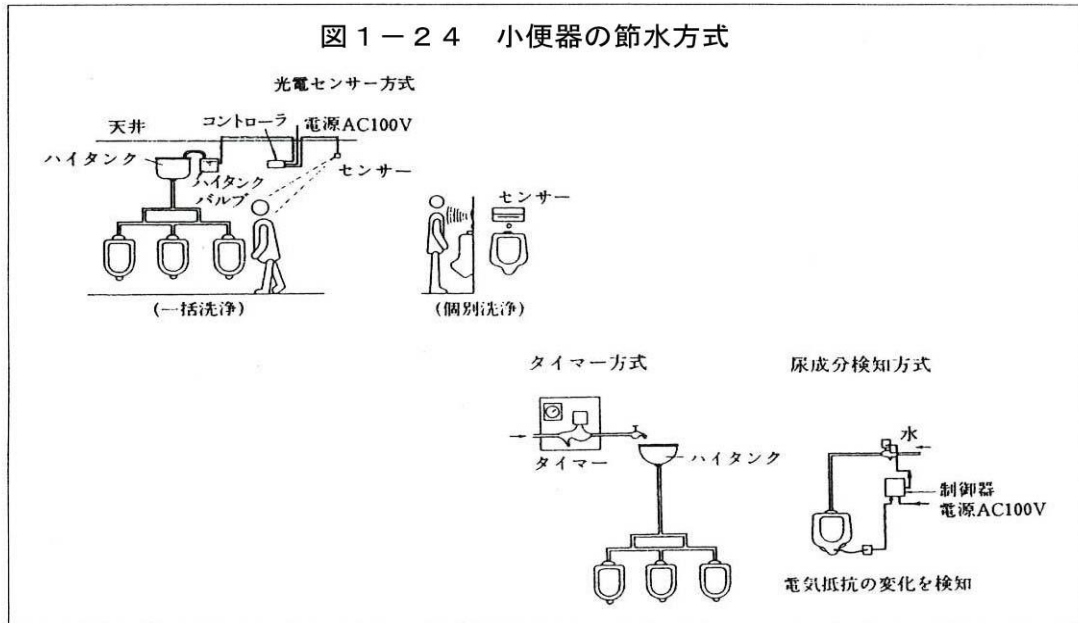 図１－２４　小便器の節水方式
光電センサー方式
天井
コントローラ
電源AC100V
ハイタンク
ハイタンク
バルブ
センサー
センサー
(一括洗浄)
(個別洗浄)
タイマー方式
尿成分検知方式
水
タイマー
ハイタンク
制御器
電源AC100V
電気抵抗の変化を検知